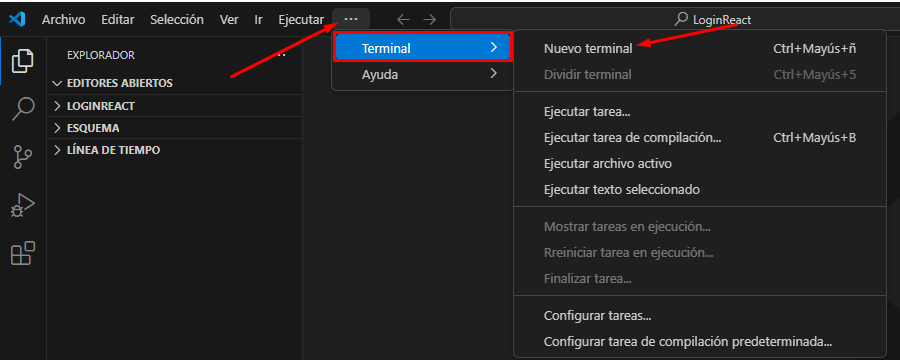 Archivo Editar Selección Ver Ir Ejecutar ... LoginReact
EXPLORADOR ...
EDITORES ABIERTOS
LOGINREACT
ESQUEMA
LÍNEA DE TIEMPO
Terminal
Ayuda
Nuevo terminal Ctrl+Mayús+ñ
Dividir terminal Ctrl+Mayús+5
Ejecutar tarea...
Ejecutar tarea de compilación... Ctrl+Mayús+B
Ejecutar archivo activo
Ejecutar texto seleccionado
Mostrar tareas en ejecución...
Rreiniciar tarea en ejecución...
Finalizar tarea...
Configurar tareas...
Configurar tarea de compilación predeterminada...